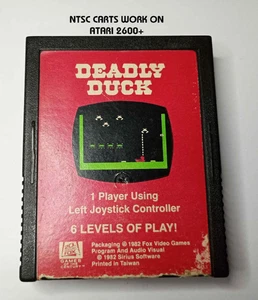 NTSC CARTS WORK ON
ATARI 2600+
DEADLY
DUCK
1 Player Using
Left Joystick Controller
6 LEVELS OF PLAY!
Packaging © 1982 Fox Video Games
Program And Audio Visual
© 1982 Sirius Software
Printed in Taiwan
GAMES